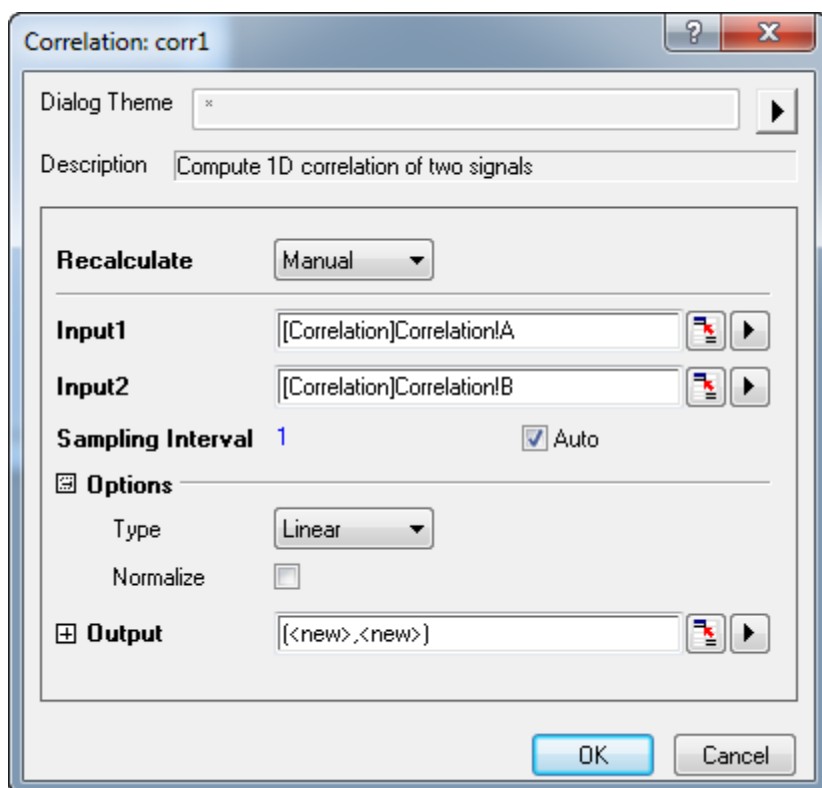 Correlation: corr1
Dialog Theme *
Description Compute 1D correlation of two signals
Recalculate Manual
Input1 [Correlation]Correlation!A
Input2 [Correlation]Correlation!B
Sampling Interval 1 Auto
Options
Type Linear
Normalize
Output (<new>,<new>)
OK Cancel